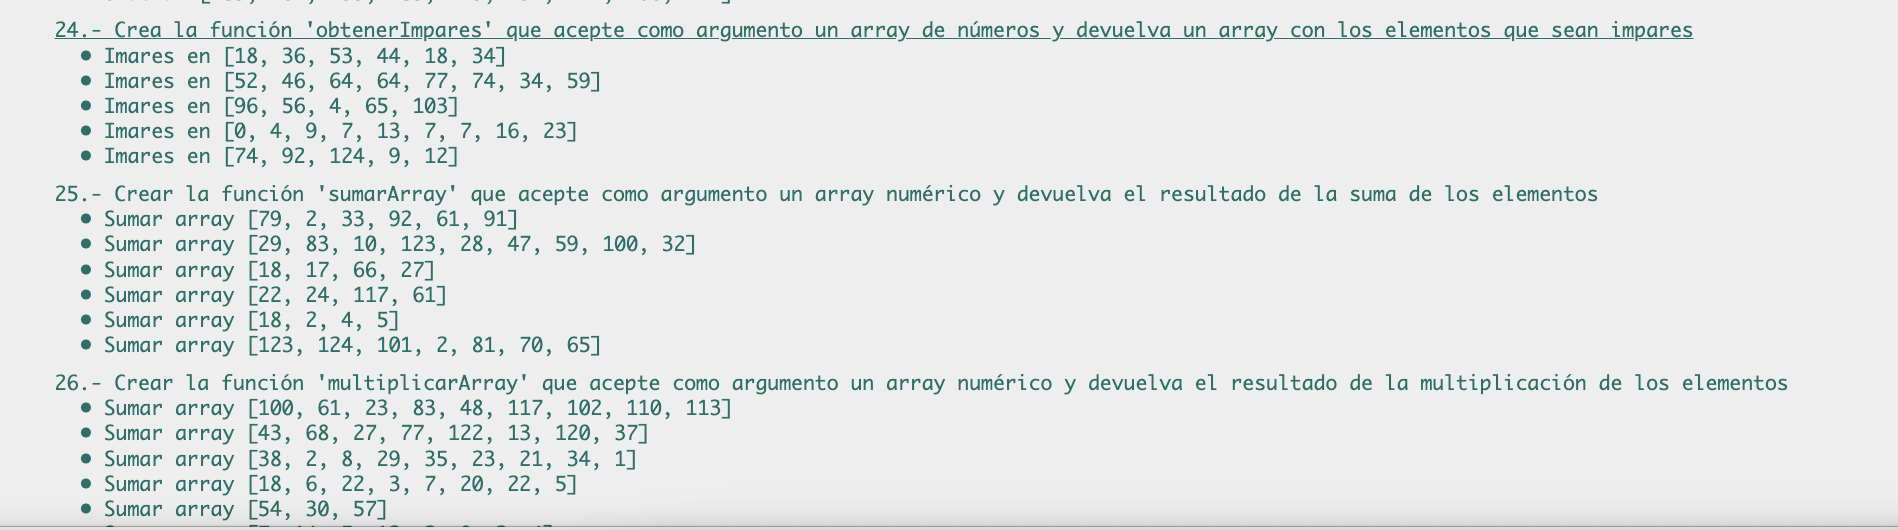 24.- Crea la función 'obtenerImpares' que acepte como argumento un array de números y devuelva un array con los elementos que sean impares
• Imares en [18, 36, 53, 44, 18, 34]
• Imares en [52, 46, 64, 64, 77, 74, 34, 59]
• Imares en [96, 56, 4, 65, 103]
• Imares en [0, 4, 9, 7, 13, 7, 7, 16, 23]
• Imares en [74, 92, 124, 9, 12]
25.- Crear la función 'sumarArray' que acepte como argumento un array numérico y devuelva el resultado de la suma de los elementos
• Sumar array [79, 2, 33, 92, 61, 91]
• Sumar array [29, 83, 10, 123, 28, 47, 59, 100, 32]
• Sumar array [18, 17, 66, 27]
• Sumar array [22, 24, 117, 61]
• Sumar array [18, 2, 4, 5]
• Sumar array [123, 124, 101, 2, 81, 70, 65]
26.- Crear la función 'multiplicarArray' que acepte como argumento un array numérico y devuelva el resultado de la multiplicación de los elementos
• Sumar array [100, 61, 23, 83, 48, 117, 102, 110, 113]
• Sumar array [43, 68, 27, 77, 122, 13, 120, 37]
• Sumar array [38, 2, 8, 29, 35, 23, 21, 34, 1]
• Sumar array [18, 6, 22, 3, 7, 20, 22, 5]
• Sumar array [54, 30, 57]